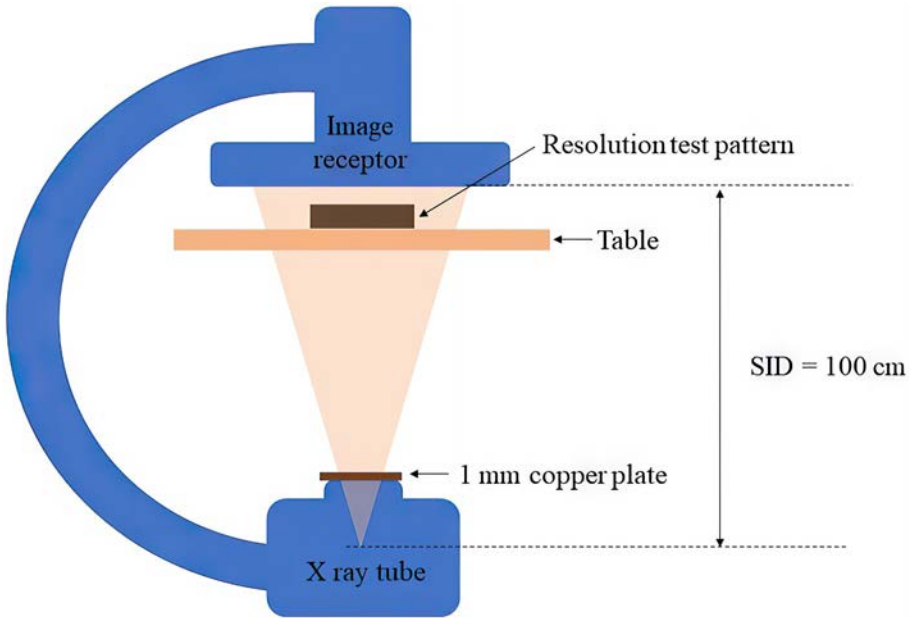 Image
receptor
Resolution test pattern
Table
SID = 100 cm
1 mm copper plate
X ray tube